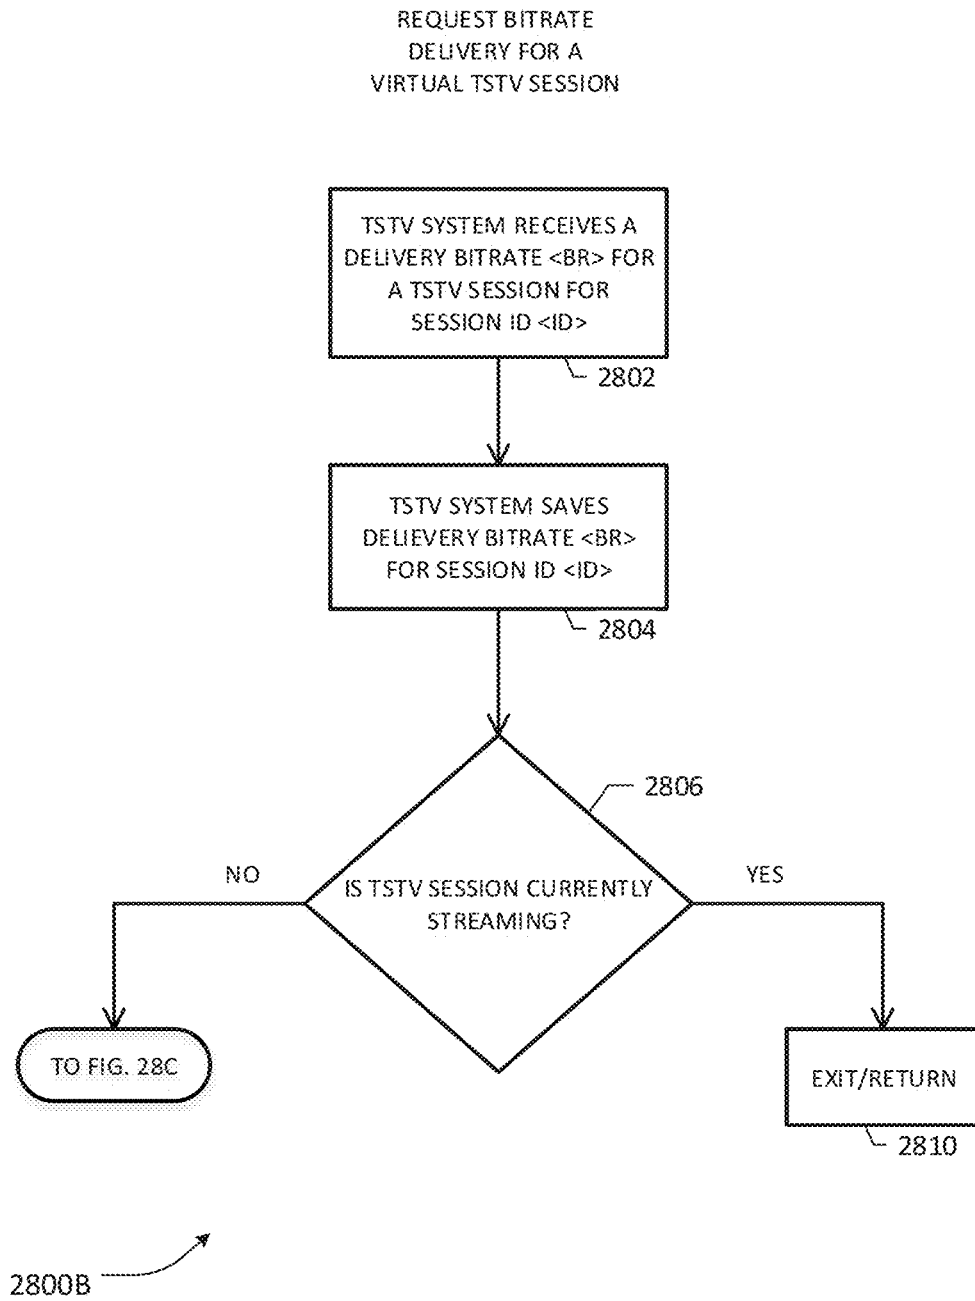 REQUEST BITRATE
DELIVERY FOR A
VIRTUAL TSTV SESSION
TSTV SYSTEM RECEIVES A
DELIVERY BITRATE <BR> FOR
A TSTV SESSION FOR
SESSION ID <ID>
2802
TSTV SYSTEM SAVES
DELIEVERY BITRATE <BR>
FOR SESSION ID <ID>
2804
2806
NO
YES
IS TSTV SESSION CURRENTLY
STREAMING?
TO FIG. 28C
EXIT/RETURN
2810
2800B